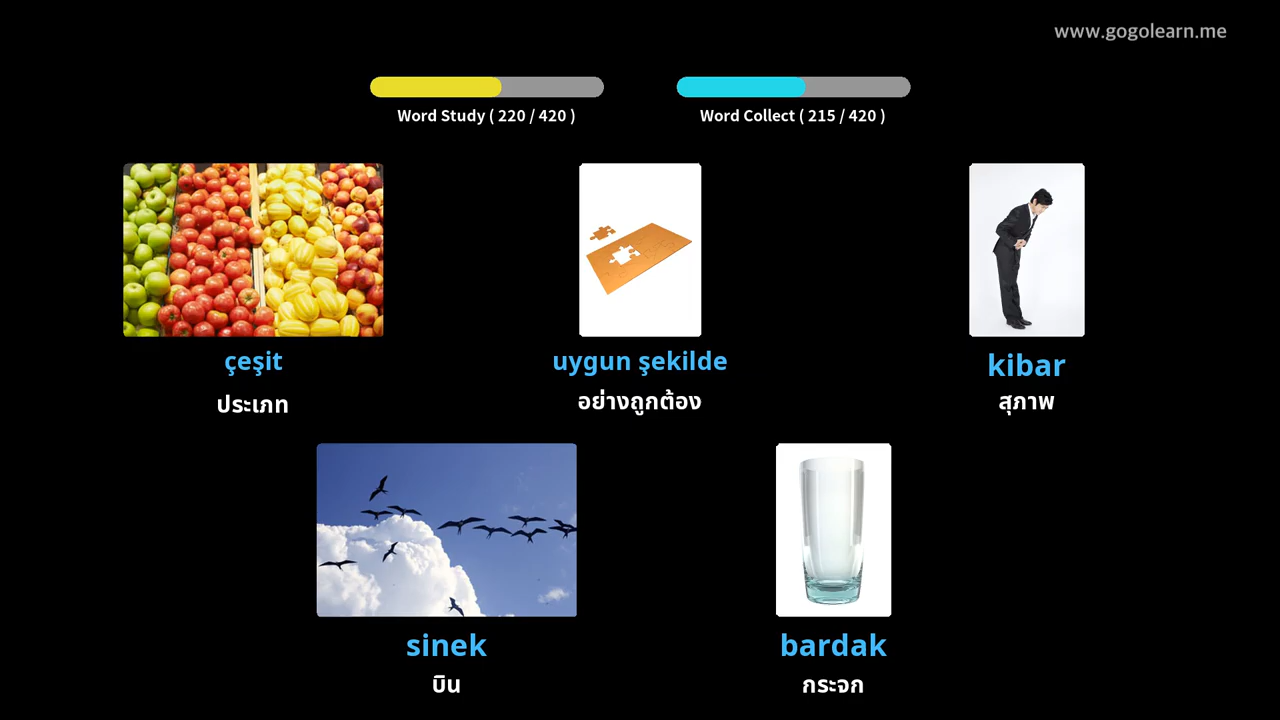 www.gogolearn.me
Word Study ( 220 / 420 )
Word Collect ( 215 / 420 )
çeşit
ประเภท
uygun şekilde
อย่างถูกต้อง
kibar
สุภาพ
sinek
บิน
bardak
กระจก